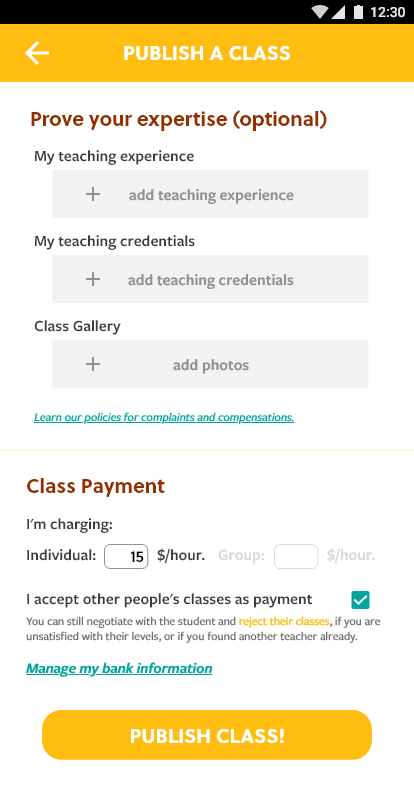 12:30
PUBLISH A CLASS
Prove your expertise (optional)
My teaching experience
+ add teaching experience
My teaching credentials
+ add teaching credentials
Class Gallery
+ add photos
Learn our policies for complaints and compensations.
Class Payment
I'm charging:
Individual: 15 $/hour. Group: $/hour.
I accept other people's classes as payment
You can still negotiate with the student and reject their classes, if you are
unsatisfied with their levels, or if you found another teacher already.
Manage my bank information
PUBLISH CLASS!